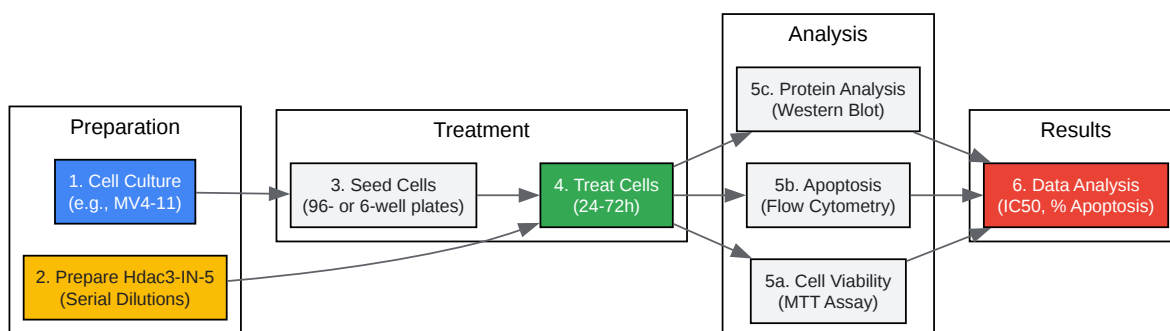 Preparation
1. Cell Culture
(e.g., MV4-11)
2. Prepare Hdac3-IN-5
(Serial Dilutions)
Treatment
3. Seed Cells
(96- or 6-well plates)
4. Treat Cells
(24-72h)
Analysis
5c. Protein Analysis
(Western Blot)
5b. Apoptosis
(Flow Cytometry)
5a. Cell Viability
(MTT Assay)
Results
6. Data Analysis
(IC50, % Apoptosis)